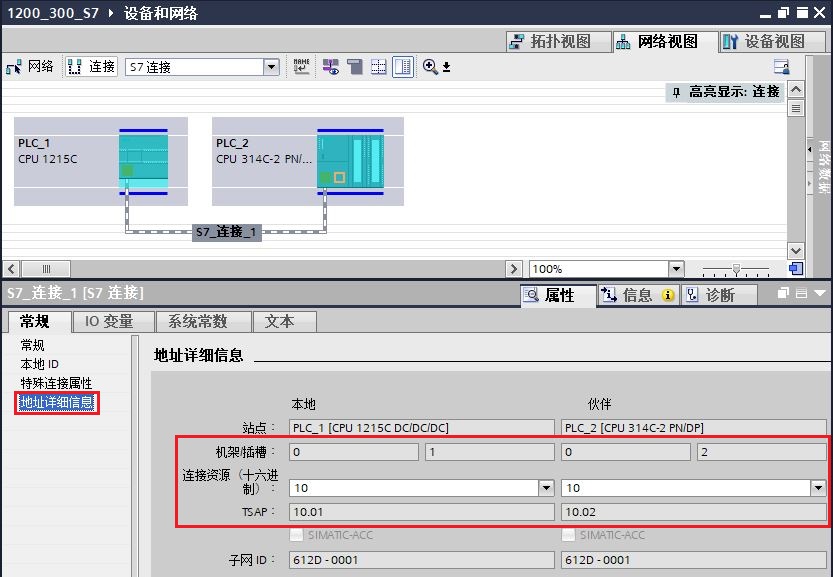 1200_300_S7 ▸ 设备和网络
拓扑视图 网络视图 设备视图
网络 连接 S7 连接
高亮显示: 连接
PLC_1
CPU 1215C
PLC_2
CPU 314C-2 PN/...
S7_连接_1
网络数据
100%
S7_连接_1 [S7 连接]
属性 信息 诊断
常规 IO 变量 系统常数 文本
常规
本地 ID
特殊连接属性
地址详细信息
地址详细信息
本地 伙伴
站点： PLC_1 [CPU 1215C DC/DC/DC] PLC_2 [CPU 314C-2 PN/DP]
机架/插槽： 0 1 0 2
连接资源（十六进
制）： 10 10
TSAP： 10.01 10.02
SIMATIC-ACC SIMATIC-ACC
子网 ID： 612D - 0001 612D - 0001